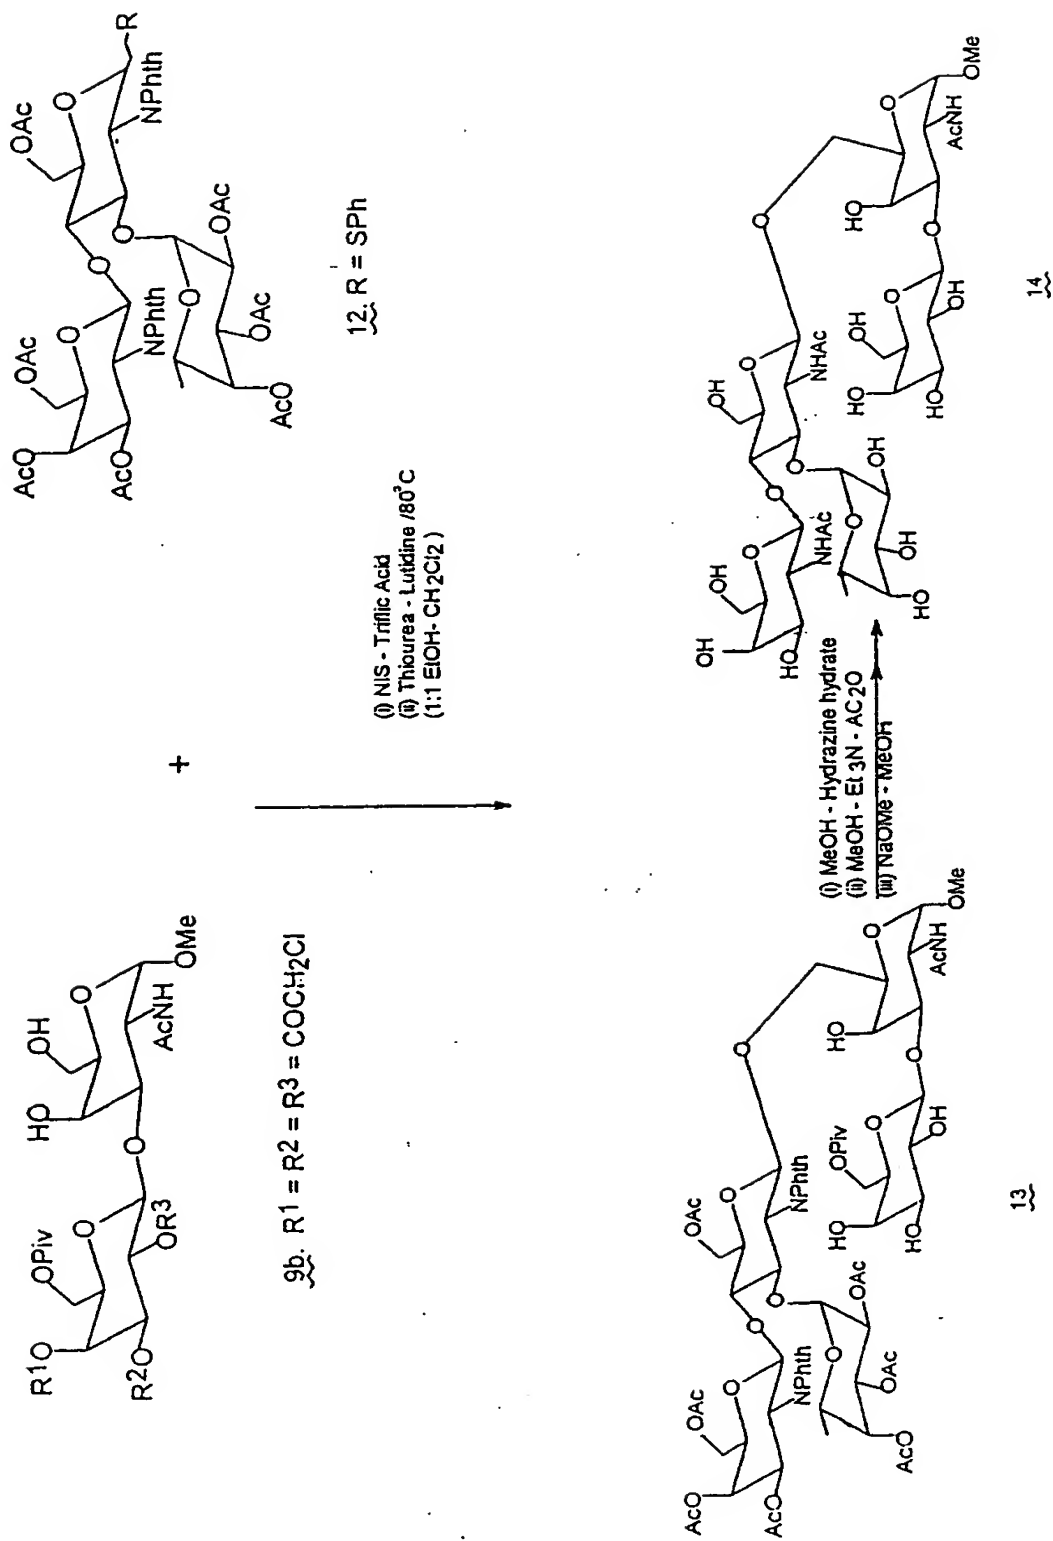 R1O
OPiv
R2O
O
OR3
O
HO
OH
O
AcNH
OMe
9b. R1 = R2 = R3 = COCH2Cl
+
AcO
OAc
AcO
O
NPhth
O
OAc
O
R
NPhth
O
O
OAc
OAc
AcO
12. R = SPh
(i) NIS - Triflic Acid
(ii) Thiourea - Lutidine /80°C
(1:1 EtOH- CH2Cl2 )
AcO
OAc
AcO
O
NPhth
O
OAc
O
NPhth
O
O
OAc
OAc
AcO
O
HO
OPiv
HO
O
OH
O
HO
O
AcNH
OMe
13
(i) MeOH - Hydrazine hydrate
(ii) MeOH - Et 3N - AC2O
(iii) NaOMe - MeOH
OH
OH
HO
O
NHAc
O
OH
O
NHAc
O
O
OH
OH
HO
O
HO
OH
HO
O
OH
O
HO
O
AcNH
OMe
14